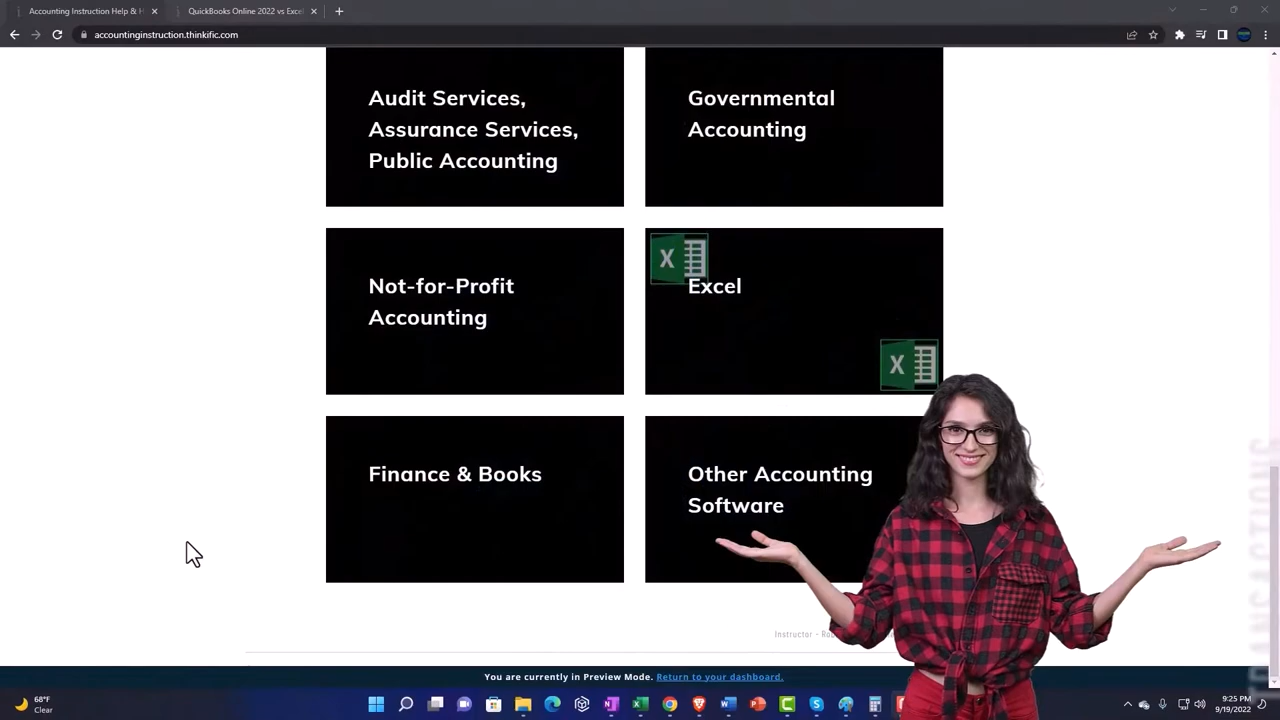 Accounting Instruction Help & H
QuickBooks Online 2022 vs Excel
accountinginstruction.thinkific.com
Audit Services,
Assurance Services,
Public Accounting
Governmental
Accounting
Not-for-Profit
Accounting
X
Excel
X
Finance & Books
Other Accounting
Software
Instructor -
You are currently in Preview Mode. Return to your dashboard.
68°F
Clear
9:25 PM
9/19/2022